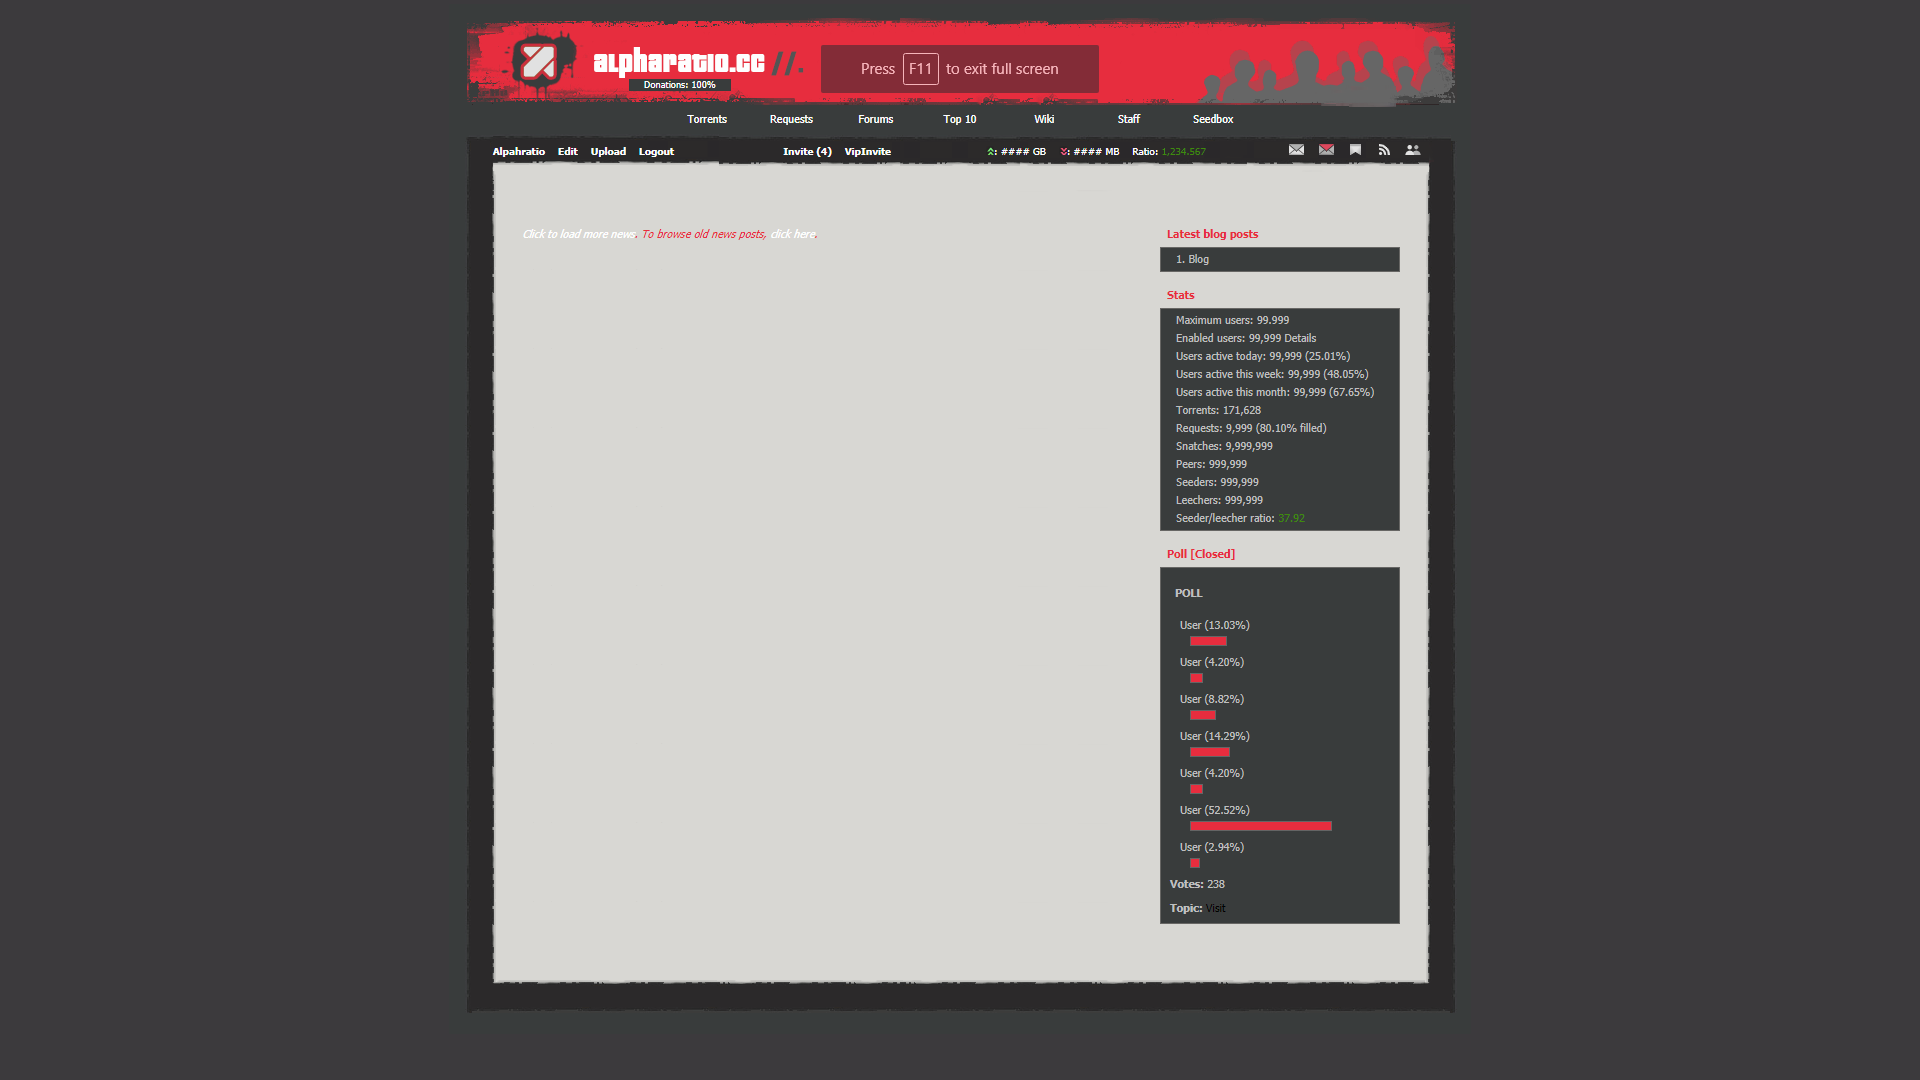 alpharatio.cc //.
Donations: 100%
Press F11 to exit full screen
Torrents Requests Forums Top 10 Wiki Staff Seedbox
Alpahratio Edit Upload Logout Invite (4) VipInvite : #### GB : #### MB Ratio: 1,234.567
Click to load more news. To browse old news posts, click here.
Latest blog posts
1. Blog
Stats
Maximum users: 99.999
Enabled users: 99,999 Details
Users active today: 99,999 (25.01%)
Users active this week: 99,999 (48.05%)
Users active this month: 99,999 (67.65%)
Torrents: 171,628
Requests: 9,999 (80.10% filled)
Snatches: 9,999,999
Peers: 999,999
Seeders: 999,999
Leechers: 999,999
Seeder/leecher ratio: 37.92
Poll [Closed]
POLL
User (13.03%)
User (4.20%)
User (8.82%)
User (14.29%)
User (4.20%)
User (52.52%)
User (2.94%)
Votes: 238
Topic: Visit